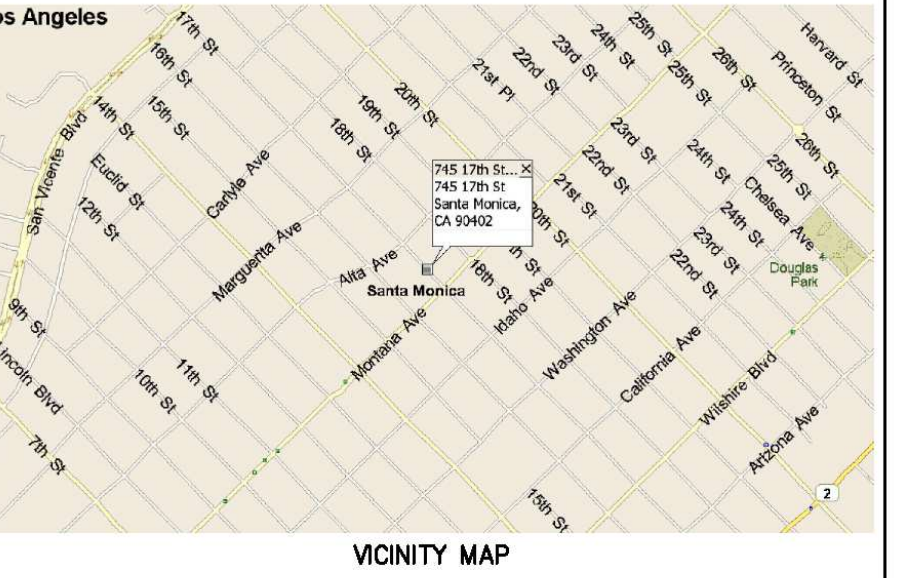 os Angeles
17th St
16th St
14th St
15th St
San Vicente Blvd
Euclid St
12th St
Carlyle Ave
18th St
19th St
20th St
21st Pl
22nd St
23rd St
24th St
25th St
25th St
26th St
Harvard St
Princeton St
26th St
23rd St
22nd St
21st St
20th St
24th St
25th St
Chelsea Ave
24th St
23rd St
22nd St
Douglas
Park
745 17th St...
745 17th St
Santa Monica,
CA 90402
th St
18th St
Idaho Ave
Marguerita Ave
Alta Ave
Santa Monica
Montana Ave
Washington Ave
California Ave
Wilshire Blvd
Arizona Ave
2
9th St
incoln Blvd
7th St
10th St
11th St
15th St
VICINITY MAP